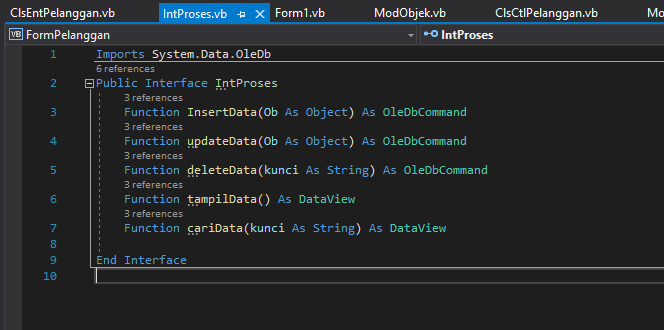 ClsEntPelanggan.vb IntProses.vb Form1.vb ModObjek.vb ClsCtlPelanggan.vb Mo
VB FormPelanggan IntProses
1 Imports System.Data.OleDb
6 references
2 Public Interface IntProses
3 references
3 Function InsertData(Ob As Object) As OleDbCommand
3 references
4 Function updateData(Ob As Object) As OleDbCommand
3 references
5 Function deleteData(kunci As String) As OleDbCommand
3 references
6 Function tampilData() As DataView
3 references
7 Function cariData(kunci As String) As DataView
8
9 End Interface
10